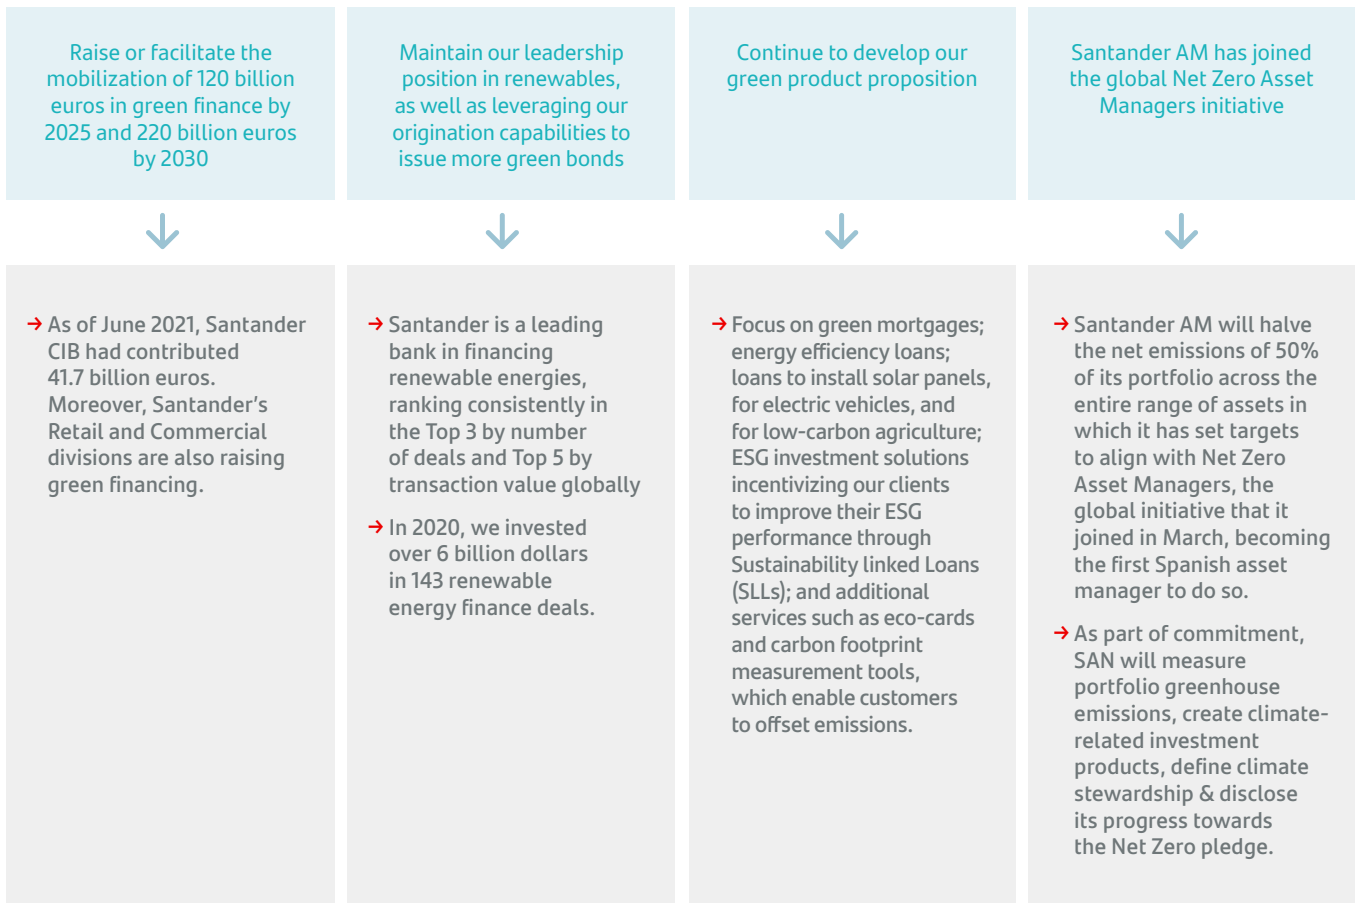 Raise or facilitate the
mobilization of 120 billion
euros in green finance by
2025 and 220 billion euros
by 2030
Maintain our leadership
position in renewables,
as well as leveraging our
origination capabilities to
issue more green bonds
Continue to develop our
green product proposition
Santander AM has joined
the global Net Zero Asset
Managers initiative
→ As of June 2021, Santander
CIB had contributed
41.7 billion euros.
Moreover, Santander’s
Retail and Commercial
divisions are also raising
green financing.
→ Santander is a leading
bank in financing
renewable energies,
ranking consistently in
the Top 3 by number
of deals and Top 5 by
transaction value globally
→ In 2020, we invested
over 6 billion dollars
in 143 renewable
energy finance deals.
→ Focus on green mortgages;
energy efficiency loans;
loans to install solar panels,
for electric vehicles, and
for low-carbon agriculture;
ESG investment solutions
incentivizing our clients
to improve their ESG
performance through
Sustainability linked Loans
(SLLs); and additional
services such as eco-cards
and carbon footprint
measurement tools,
which enable customers
to offset emissions.
→ Santander AM will halve
the net emissions of 50%
of its portfolio across the
entire range of assets in
which it has set targets
to align with Net Zero
Asset Managers, the
global initiative that it
joined in March, becoming
the first Spanish asset
manager to do so.
→ As part of commitment,
SAN will measure
portfolio greenhouse
emissions, create climate-
related investment
products, define climate
stewardship & disclose
its progress towards
the Net Zero pledge.